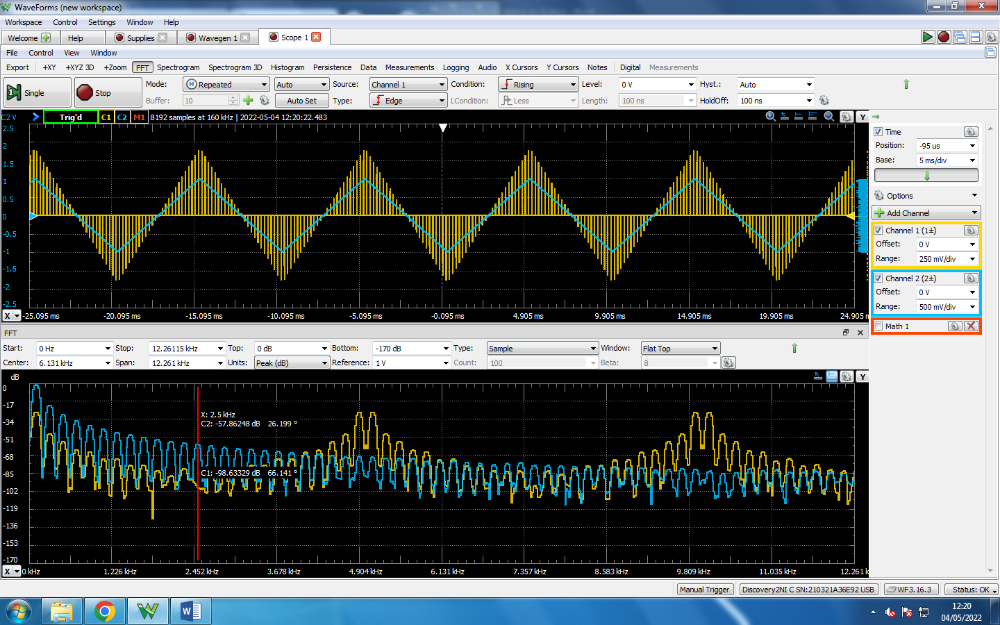 WaveForms (new workspace)
Workspace Control Settings Window Help
Welcome Help Supplies Wavegen 1 Scope 1
File Control View Window
Export +XY +XYZ 3D +Zoom FFT Spectrogram Spectrogram 3D Histogram Persistence Data Measurements Logging Audio X Cursors Y Cursors Notes Digital Measurements
Single Stop Mode: Repeated Auto Source: Channel 1 Condition: Rising Level: 0 V Hyst.: Auto
Buffer: 10 Auto Set Type: Edge LCondition: Less Length: 100 ns HoldOff: 100 ns
C2 V Trig'd C1 C2 M1 8192 samples at 160 kHz | 2022-05-04 12:20:22.483 Y
2.5
2
1.5
1
0.5
0
-0.5
-1
-1.5
-2
-2.5
X -25.095 ms -20.095 ms -15.095 ms -10.095 ms -5.095 ms -0.095 ms 4.905 ms 9.905 ms 14.905 ms 19.905 ms 24.905 ms
Time
Position: -95 us
Base: 5 ms/div
Options
Add Channel
Channel 1 (1±)
Offset: 0 V
Range: 250 mV/div
Channel 2 (2±)
Offset: 0 V
Range: 500 mV/div
Math 1
FFT
Start: 0 Hz Stop: 12.26115 kHz Top: 0 dB Bottom: -170 dB Type: Sample Window: Flat Top
Center: 6.131 kHz Span: 12.261 kHz Units: Peak (dB) Reference: 1 V Count: 100 Beta: 8
dB Y
0
-17
-34
-51
-68
-85
-102
-119
-136
-153
-170
X: 2.5 kHz
C2: -57.86248 dB 26.199 °
C1: -98.63329 dB 66.141 °
X 0 kHz 1.226 kHz 2.452 kHz 3.678 kHz 4.904 kHz 6.131 kHz 7.357 kHz 8.583 kHz 9.809 kHz 11.035 kHz 12.261 k
Manual Trigger Discovery2NI C SN:210321A36E92 USB WF3.16.3 Status: OK
12:20
04/05/2022